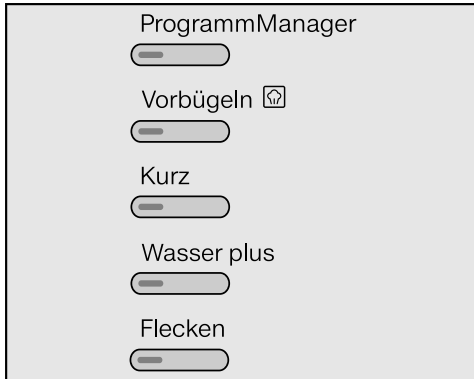 ProgrammManager
Vorbügeln
Kurz
Wasser plus
Flecken